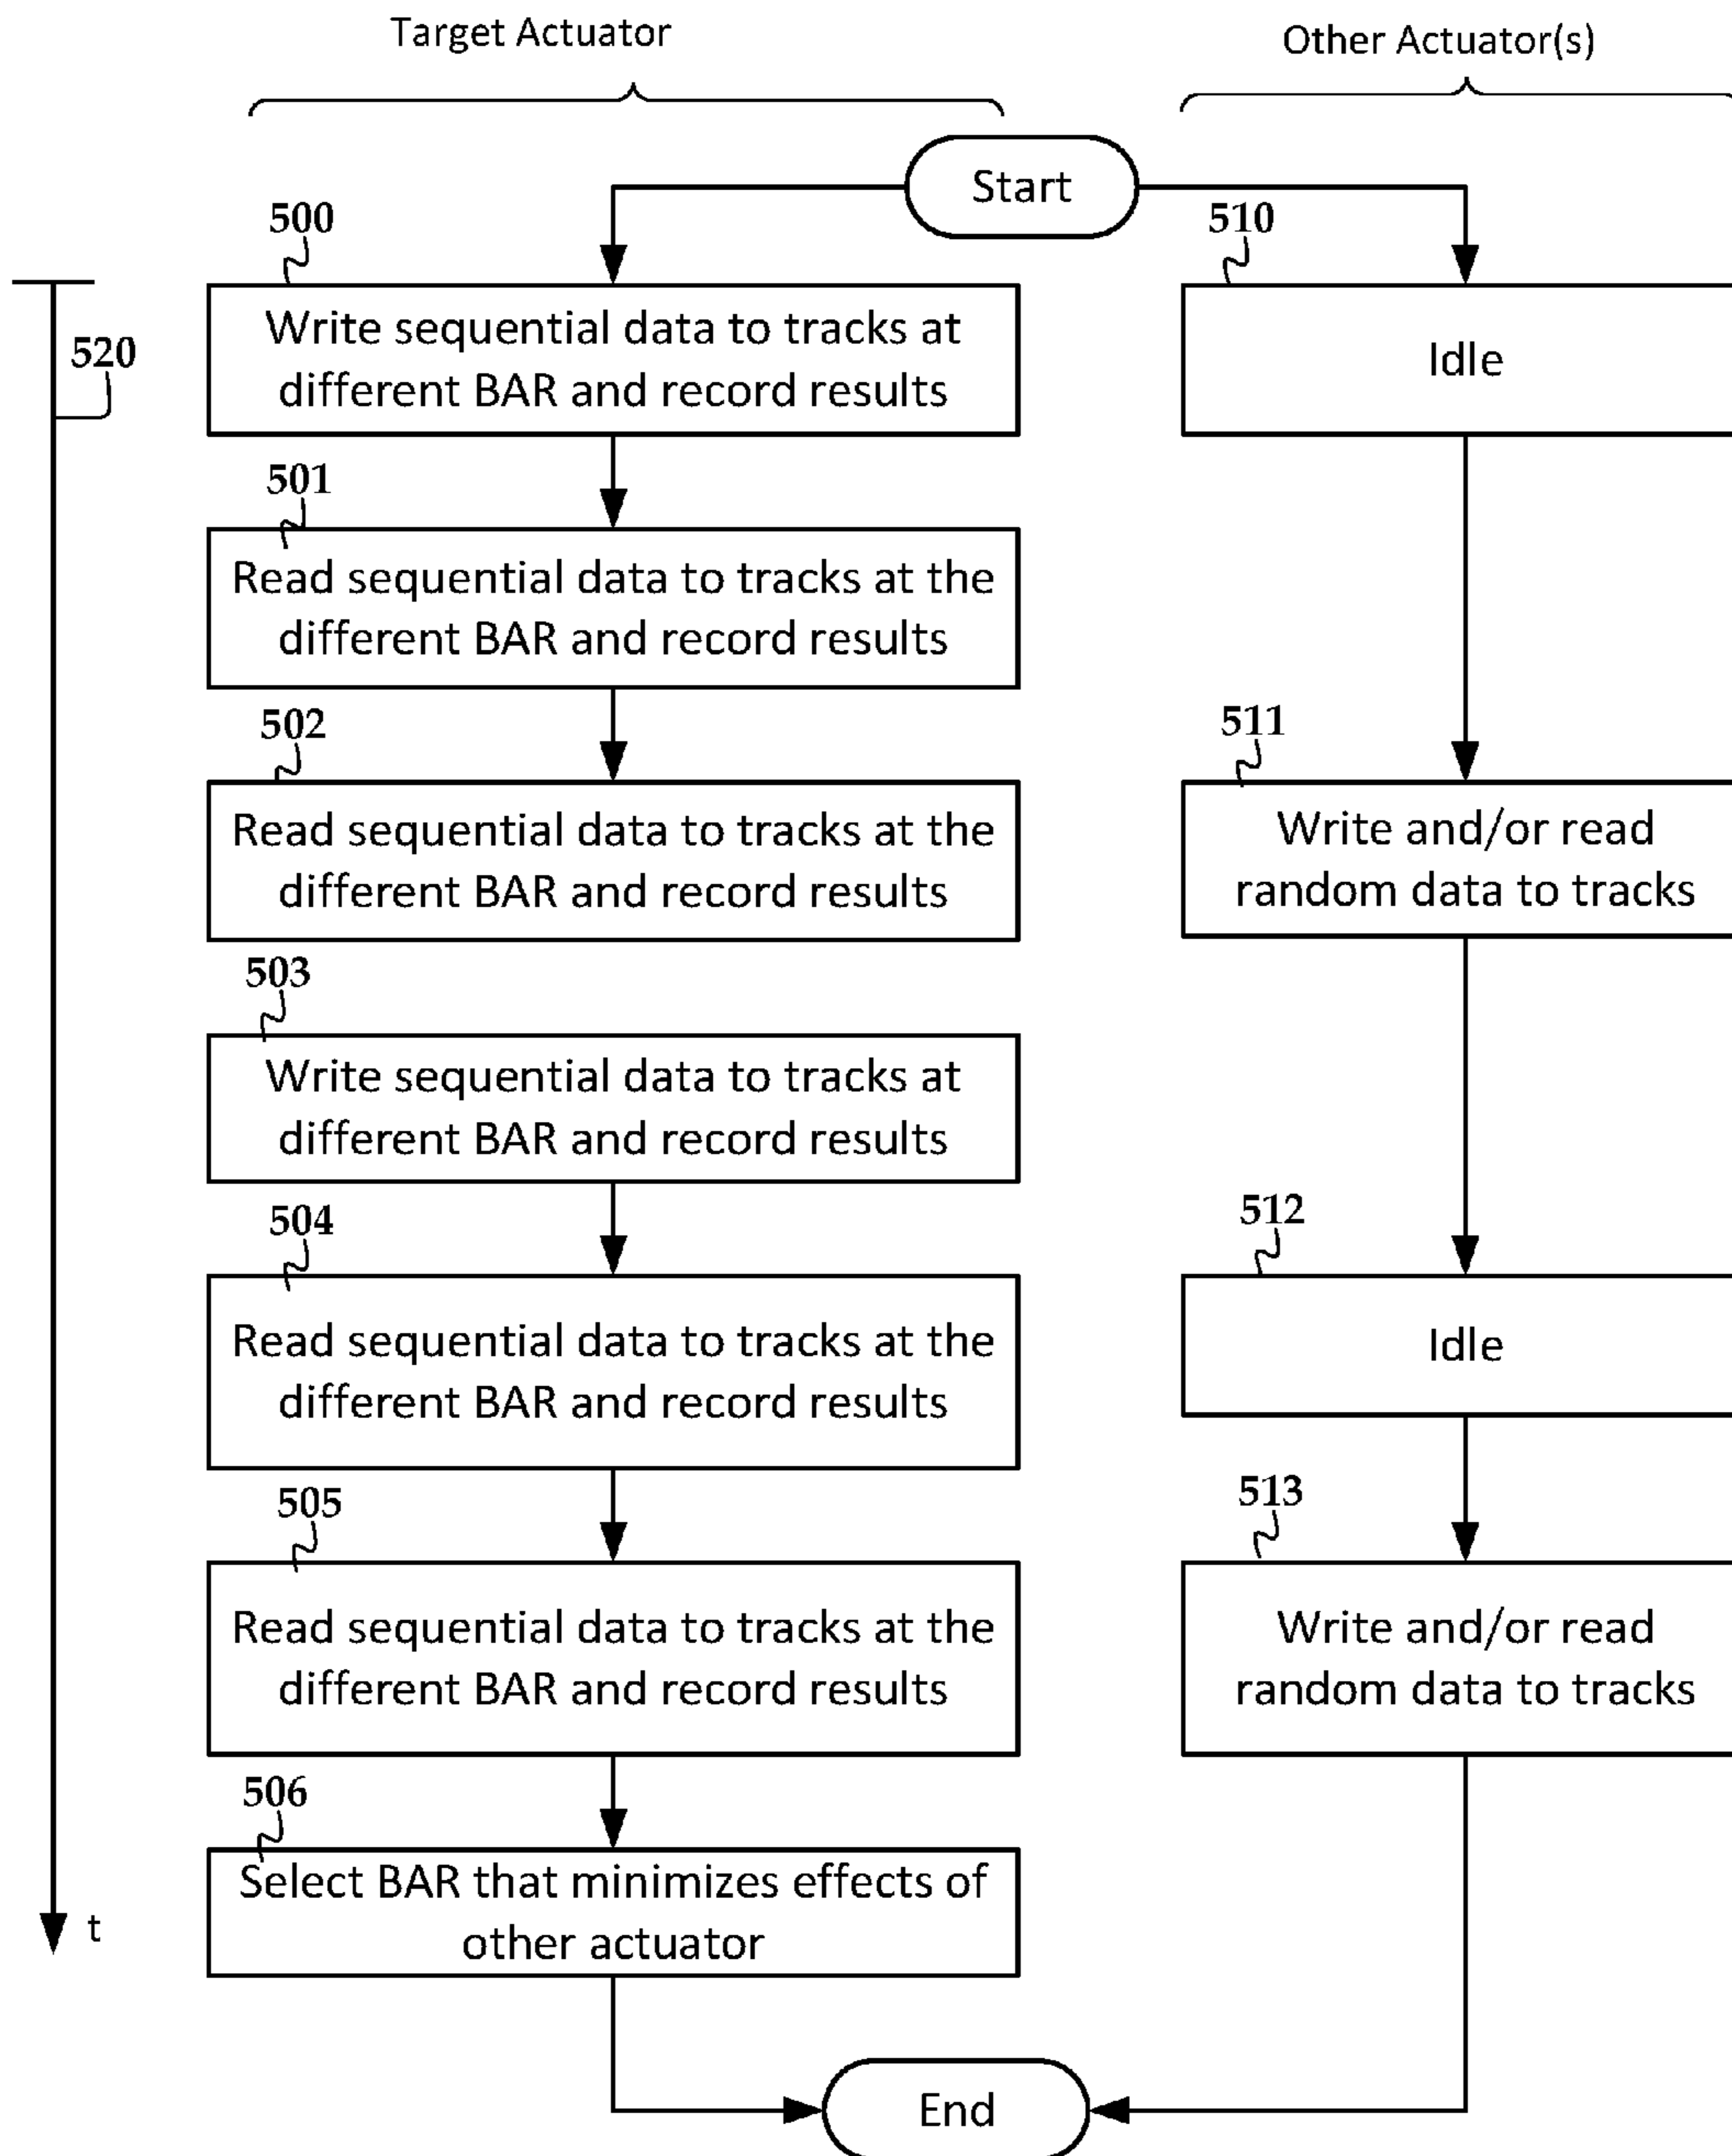 Target Actuator
Other Actuator(s)
Start
500
510
Write sequential data to tracks at
different BAR and record results
Idle
520
501
Read sequential data to tracks at the
different BAR and record results
502
511
Read sequential data to tracks at the
different BAR and record results
Write and/or read
random data to tracks
503
Write sequential data to tracks at
different BAR and record results
504
512
Read sequential data to tracks at the
different BAR and record results
Idle
505
513
Read sequential data to tracks at the
different BAR and record results
Write and/or read
random data to tracks
506
Select BAR that minimizes effects of
other actuator
t
End